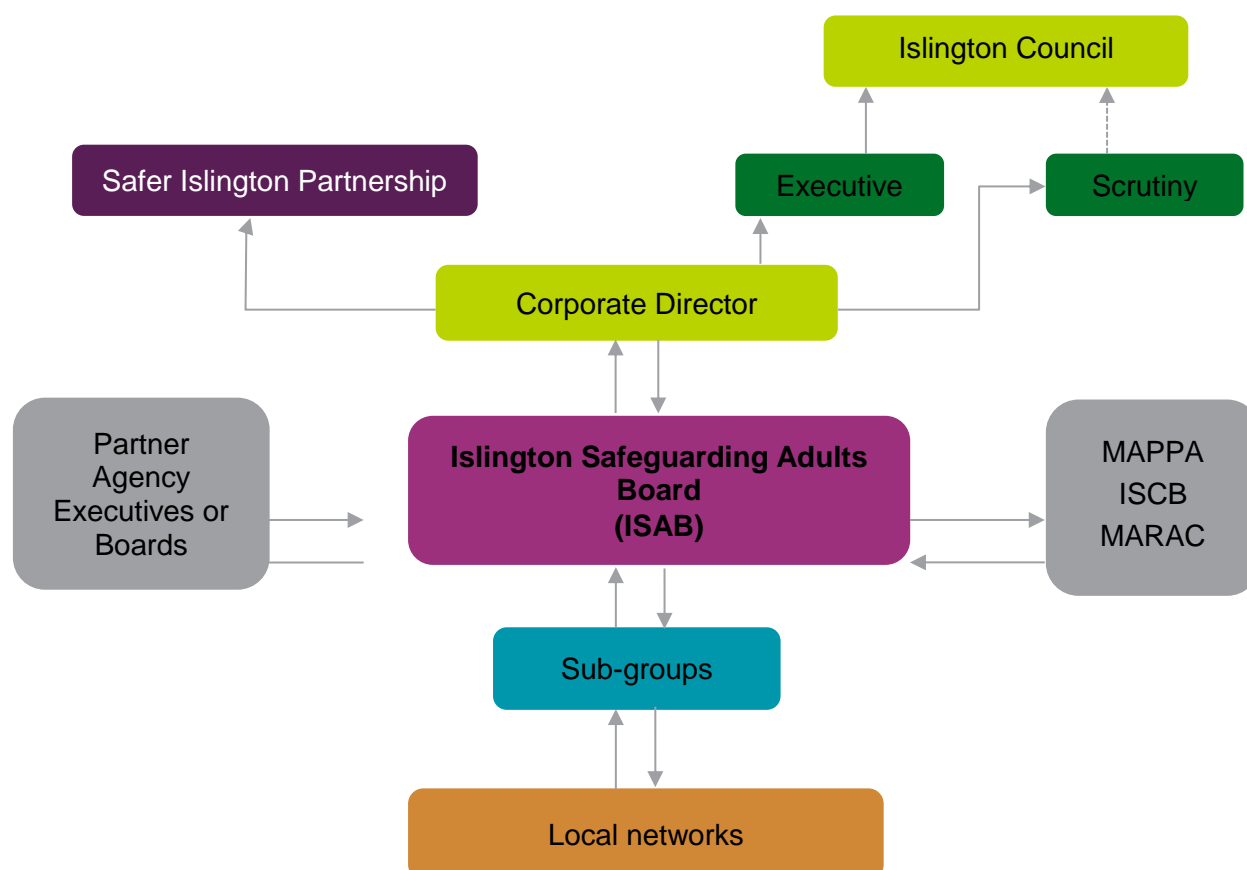 Islington Council
Safer Islington Partnership
Executive
Scrutiny
Corporate Director
Partner
Agency
Executives or
Boards
Islington Safeguarding Adults
Board
(ISAB)
MAPPA
ISCB
MARAC
Sub-groups
Local networks